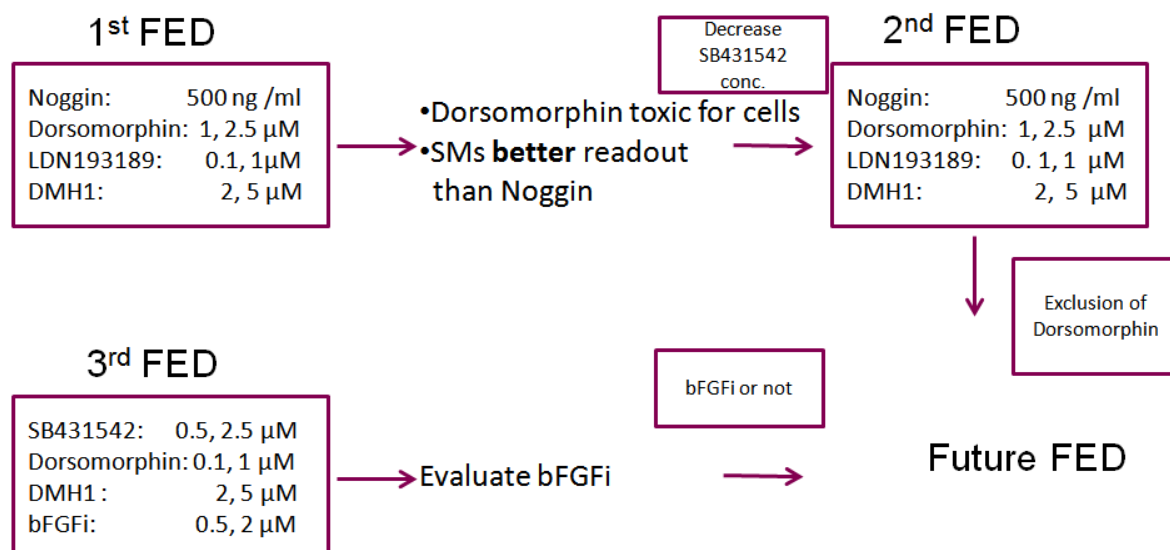 1st FED
Noggin: 500 ng /ml
Dorsomorphin: 1, 2.5 µM
LDN193189: 0.1, 1µM
DMH1: 2, 5 µM
•Dorsomorphin toxic for cells
•SMs better readout
than Noggin
Decrease
SB431542
conc.
2nd FED
Noggin: 500 ng /ml
Dorsomorphin: 1, 2.5 µM
LDN193189: 0. 1, 1 µM
DMH1: 2, 5 µM
Exclusion of
Dorsomorphin
3rd FED
SB431542: 0.5, 2.5 µM
Dorsomorphin: 0.1, 1 µM
DMH1 : 2, 5 µM
bFGFi: 0.5, 2 µM
Evaluate bFGFi
bFGFi or not
Future FED